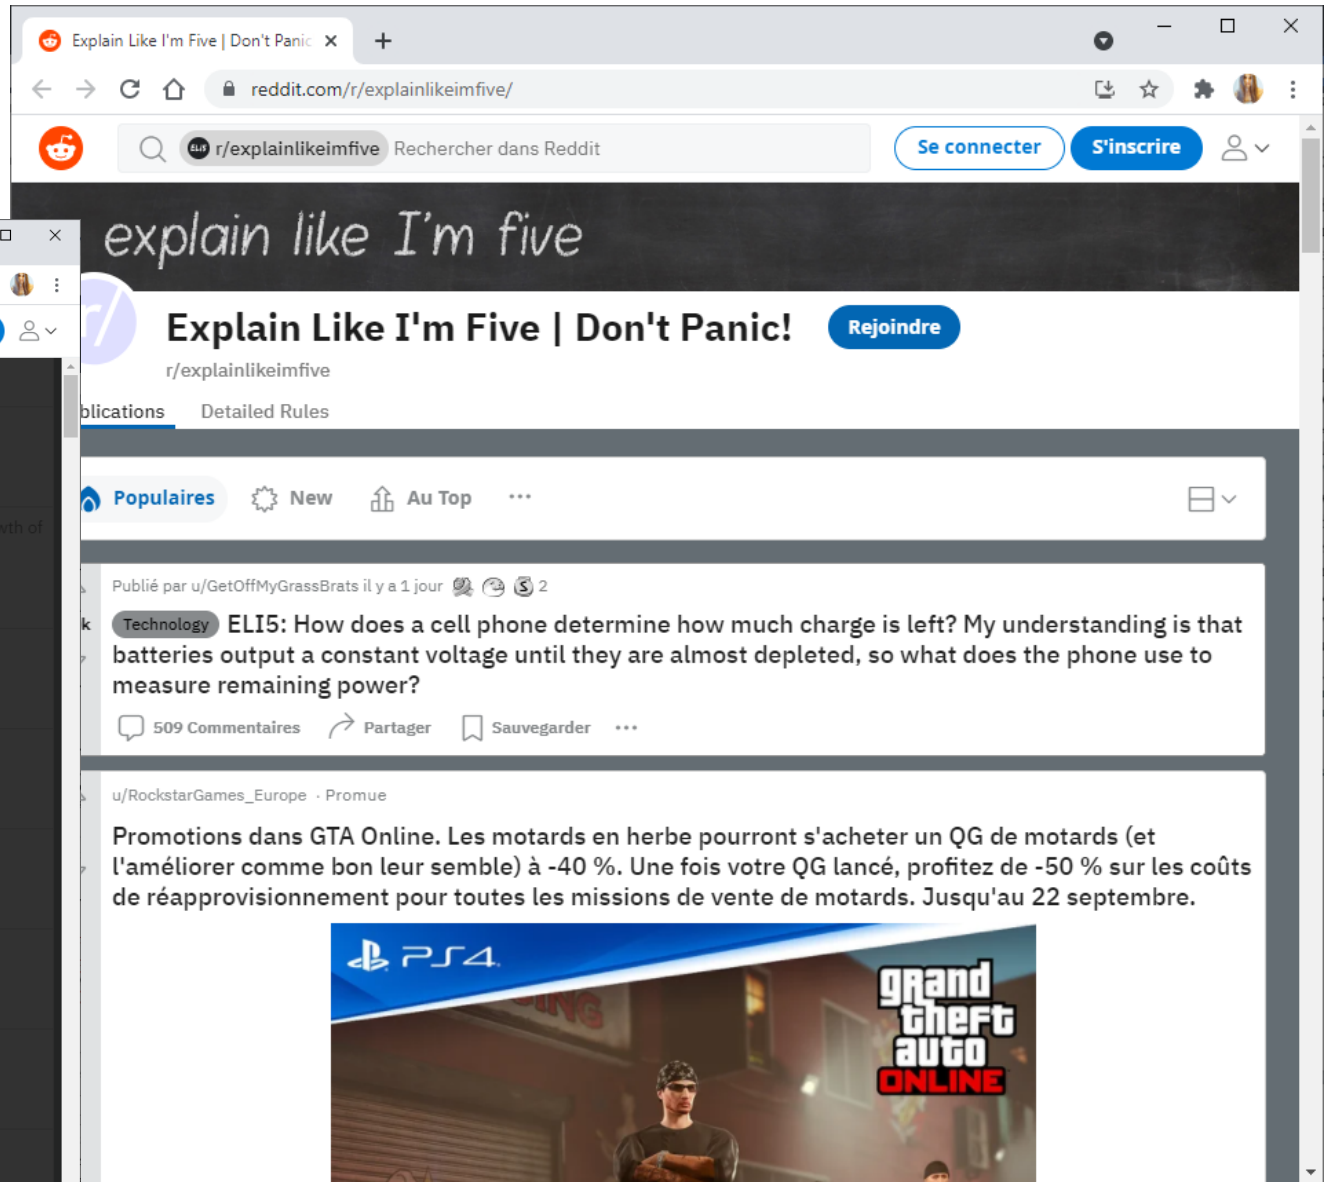 Explain Like I'm Five | Don't Panic
reddit.com/r/explainlikeimfive/
r/explainlikeimfive Rechercher dans Reddit
Se connecter
S'inscrire
explain like I'm five
r/
Explain Like I'm Five | Don't Panic!
Rejoindre
r/explainlikeimfive
blications
Detailed Rules
Populaires
New
Au Top
wth of
Publié par u/GetOffMyGrassBrats il y a 1 jour 2
k
Technology ELI5: How does a cell phone determine how much charge is left? My understanding is that
batteries output a constant voltage until they are almost depleted, so what does the phone use to
measure remaining power?
509 Commentaires
Partager
Sauvegarder
u/RockstarGames_Europe · Promue
Promotions dans GTA Online. Les motards en herbe pourront s'acheter un QG de motards (et
l'améliorer comme bon leur semble) à -40 %. Une fois votre QG lancé, profitez de -50 % sur les coûts
de réapprovisionnement pour toutes les missions de vente de motards. Jusqu'au 22 septembre.
PS4
grand
theft
auto
ONLINE